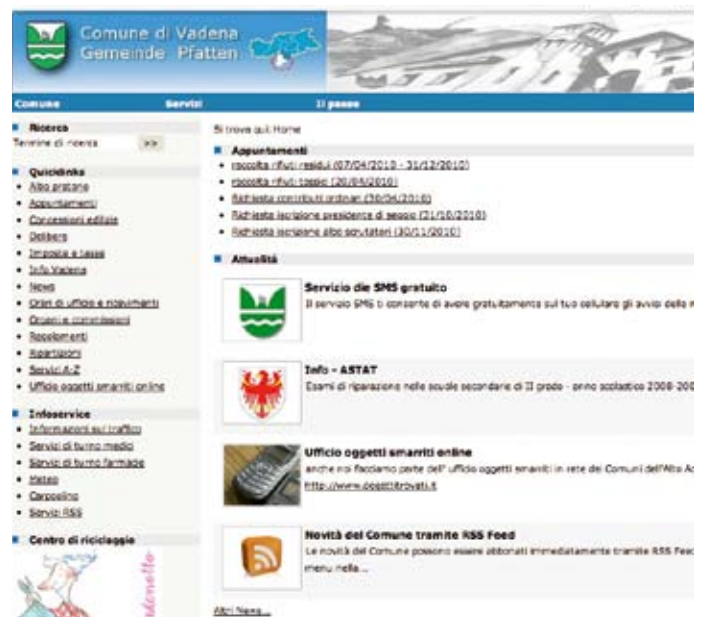 Comune di Vadena
Gemeinde Pfatten
Comune Servizi Il paese
Ricerca
Termine di ricerca >>
Quicklinks
Albo pretorio
Appuntamenti
Concessioni edilizie
Delibere
Imposte e tasse
Info Vadena
News
Orari di ufficio e ricevimenti
Organi e commissioni
Regolamenti
Ripartizioni
Servizi A-Z
Ufficio oggetti smarriti online
Infoservice
Informazioni sul traffico
Servizi di turno medici
Servizi di turno farmacie
Meteo
Carpooling
Servizi RSS
Centro di riciclaggio
Si trova qui: Home
Appuntamenti
raccolta rifiuti residui (07/04/2010 - 31/12/2010)
raccolta rifiuti tossici (20/04/2010)
Richiesta contributi ordinari (30/04/2010)
Richiesta iscrizione presidente di seggio (31/10/2010)
Richiesta iscrizione albo scrutatori (30/11/2010)
Attualità
Servizio die SMS gratuito
Il servizio SMS ti consente di avere gratuitamente sul tuo cellulare gli avvisi della
Info - ASTAT
Esami di riparazione nelle scuole secondarie di II grado - anno scolastico 2008-200
Ufficio oggetti smarriti online
anche noi facciamo parte dell' ufficio oggetti smarriti in rete dei Comuni dell'Alto
http://www.oggettitrovati.it
Novità del Comune tramite RSS Feed
Le novità del Comune possono essere abbonati immediatamente tramite RSS Feed
menu nella...
Altri News...